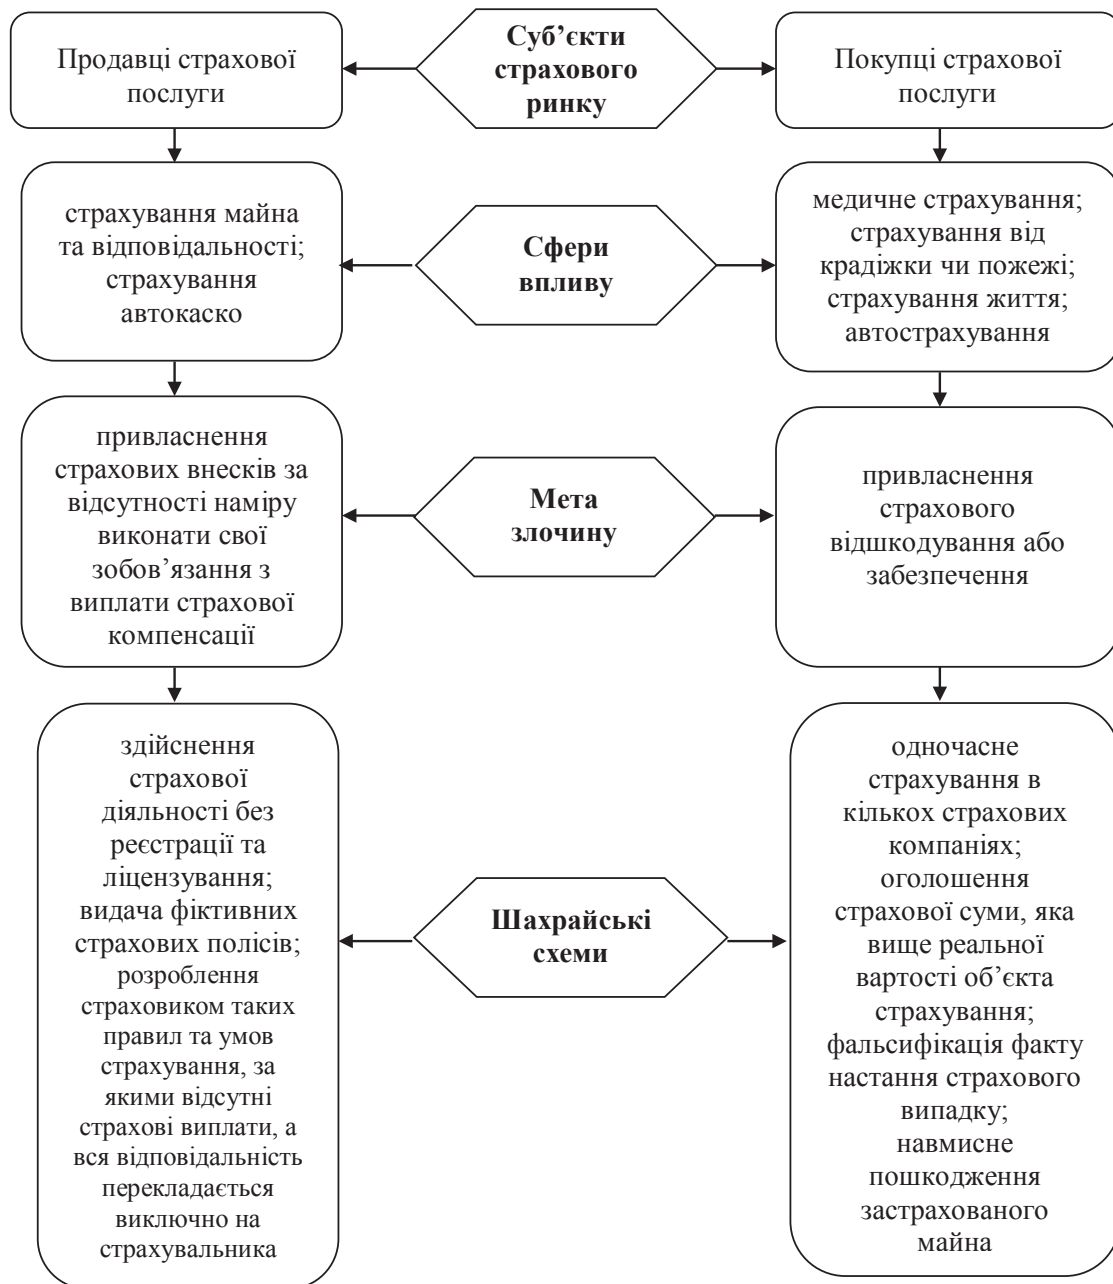 Продавці страхової
послуги
Суб’єкти
страхового
ринку
Покупці страхової
послуги
страхування майна
та відповідальності;
страхування
автокаско
Сфери
впливу
медичне страхування;
страхування від
крадіжки чи пожежі;
страхування життя;
автострахування
привласнення
страхових внесків за
відсутності наміру
виконати свої
зобов’язання з
виплати страхової
компенсації
Мета
злочину
привласнення
страхового
відшкодування або
забезпечення
здійснення
страхової
діяльності без
реєстрації та
ліцензування;
видача фіктивних
страхових полісів;
розроблення
страховиком таких
правил та умов
страхування, за
якими відсутні
страхові виплати, а
вся відповідальність
перекладається
виключно на
страхувальника
Шахрайські
схеми
одночасне
страхування в
кількох страхових
компаніях;
оголошення
страхової суми, яка
вище реальної
вартості об’єкта
страхування;
фальсифікація факту
настання страхового
випадку;
навмисне
пошкодження
застрахованого
майна